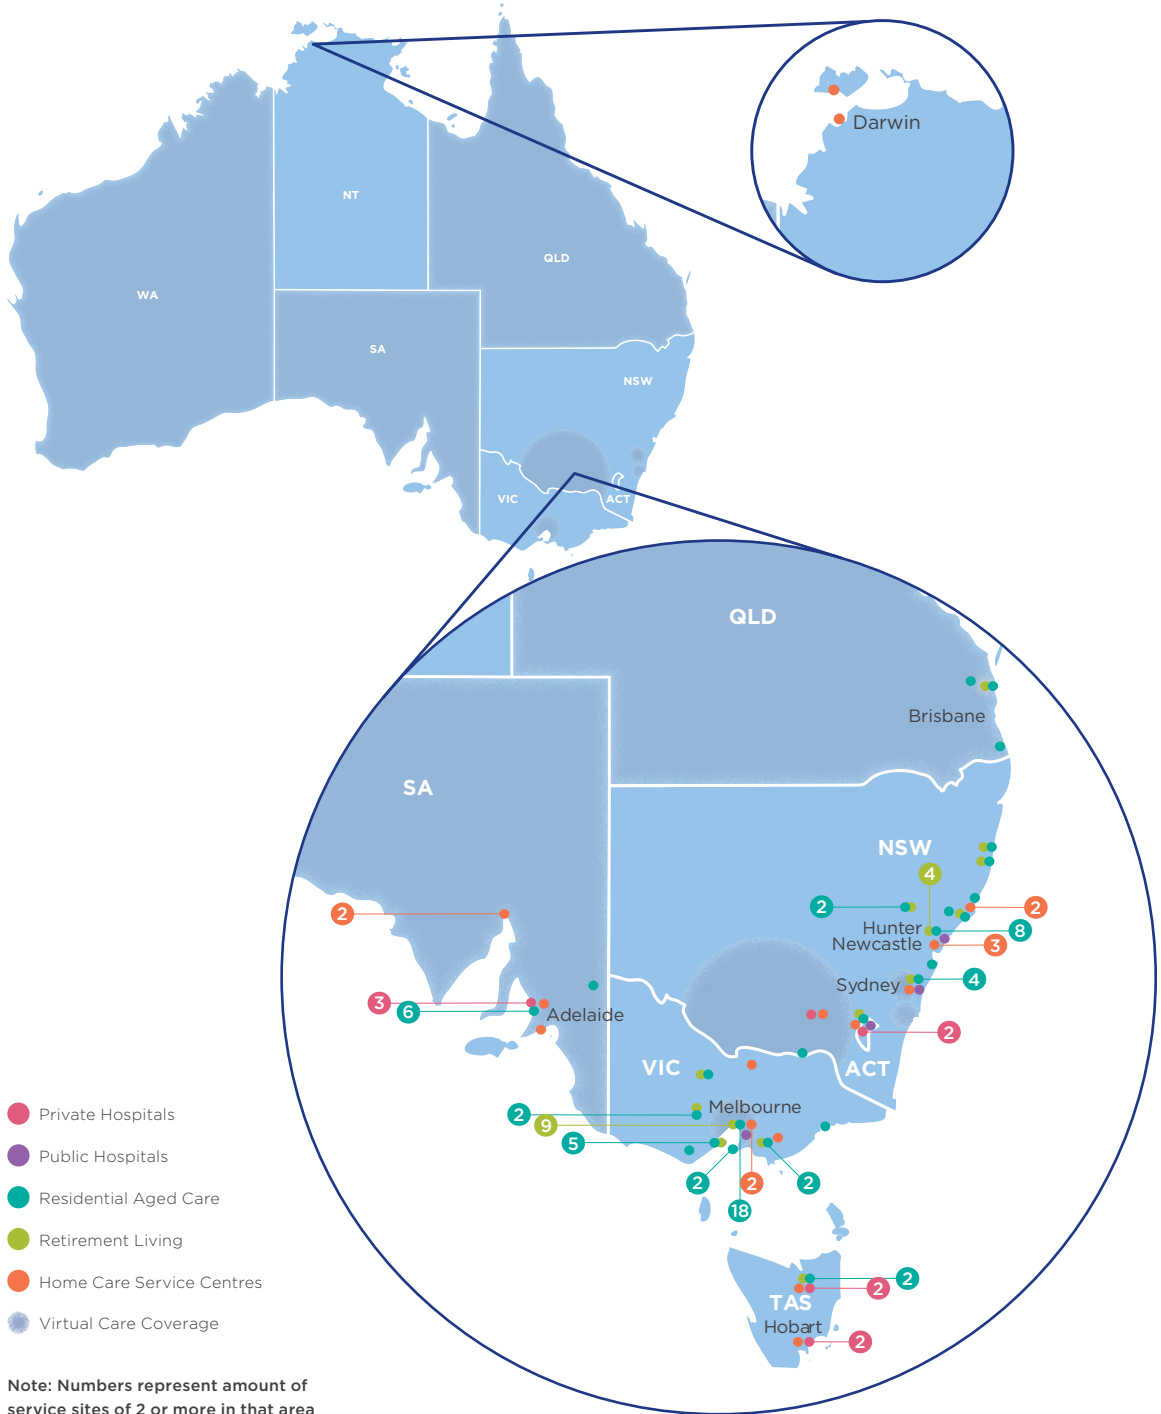 Darwin
NT
QLD
WA
SA
NSW
VIC
ACT
QLD
Brisbane
SA
NSW
4
2
2
2
Hunter
8
Newcastle
3
Sydney
4
3
6
Adelaide
2
VIC
ACT
Melbourne
2
9
5
2
2
2
18
Private Hospitals
Public Hospitals
Residential Aged Care
Retirement Living
Home Care Service Centres
Virtual Care Coverage
2
2
TAS
Hobart
2
Note: Numbers represent amount of
service sites of 2 or more in that area